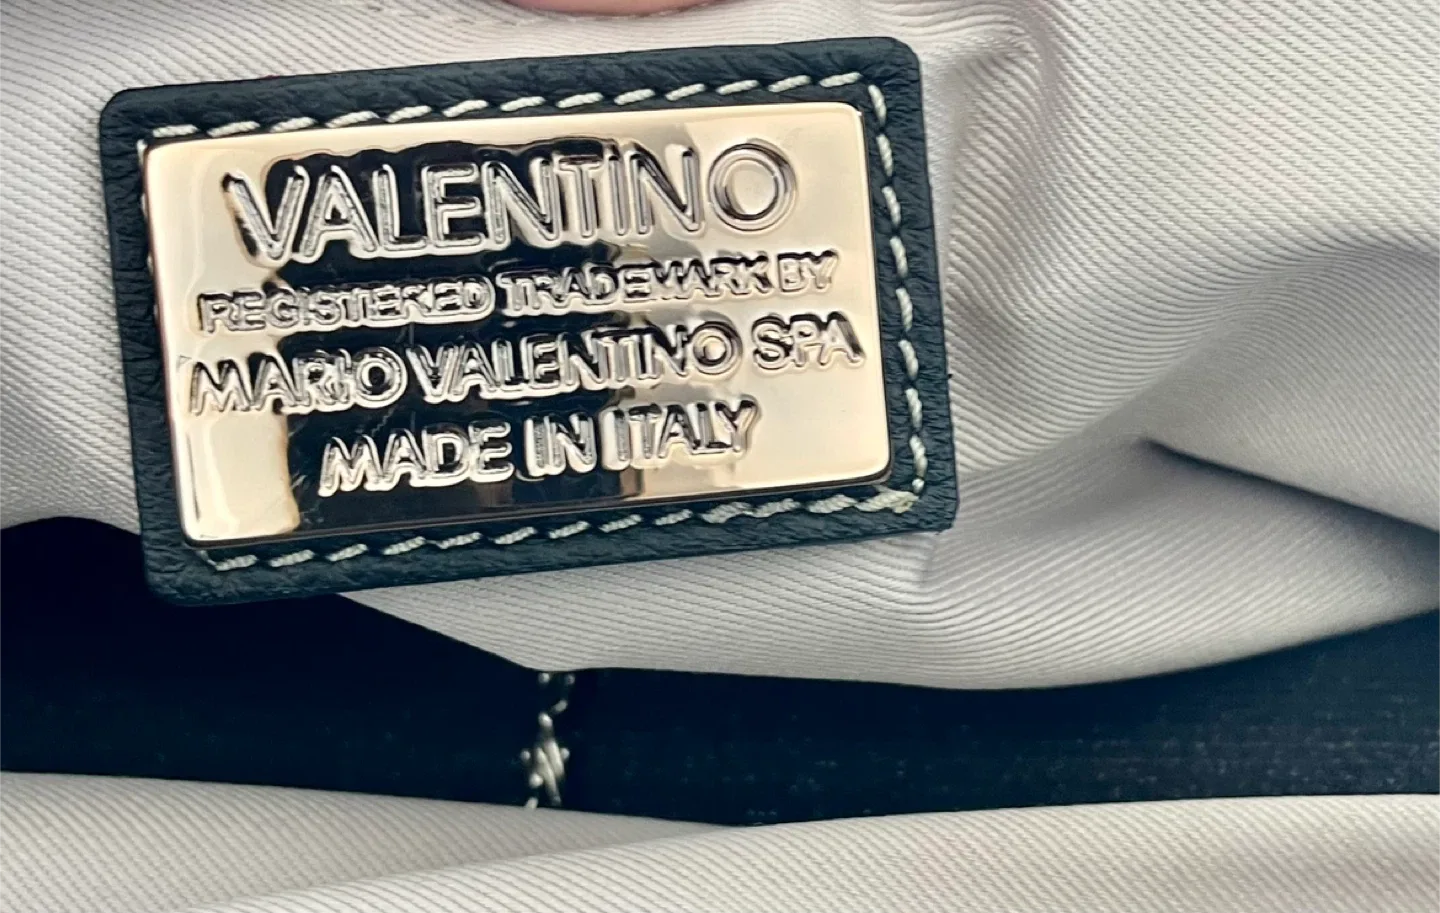 VALENTINO
REGISTERED TRADEMARK BY
MARIO VALENTINO SPA
MADE IN ITALY